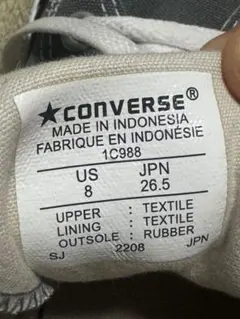 ★CONVERSE®
MADE IN INDONESIA
FABRIQUE EN INDONÉSIE
1C988
US JPN
8 26.5
UPPER : TEXTILE
LINING : TEXTILE
OUTSOLE : RUBBER
SJ 2208 JPN